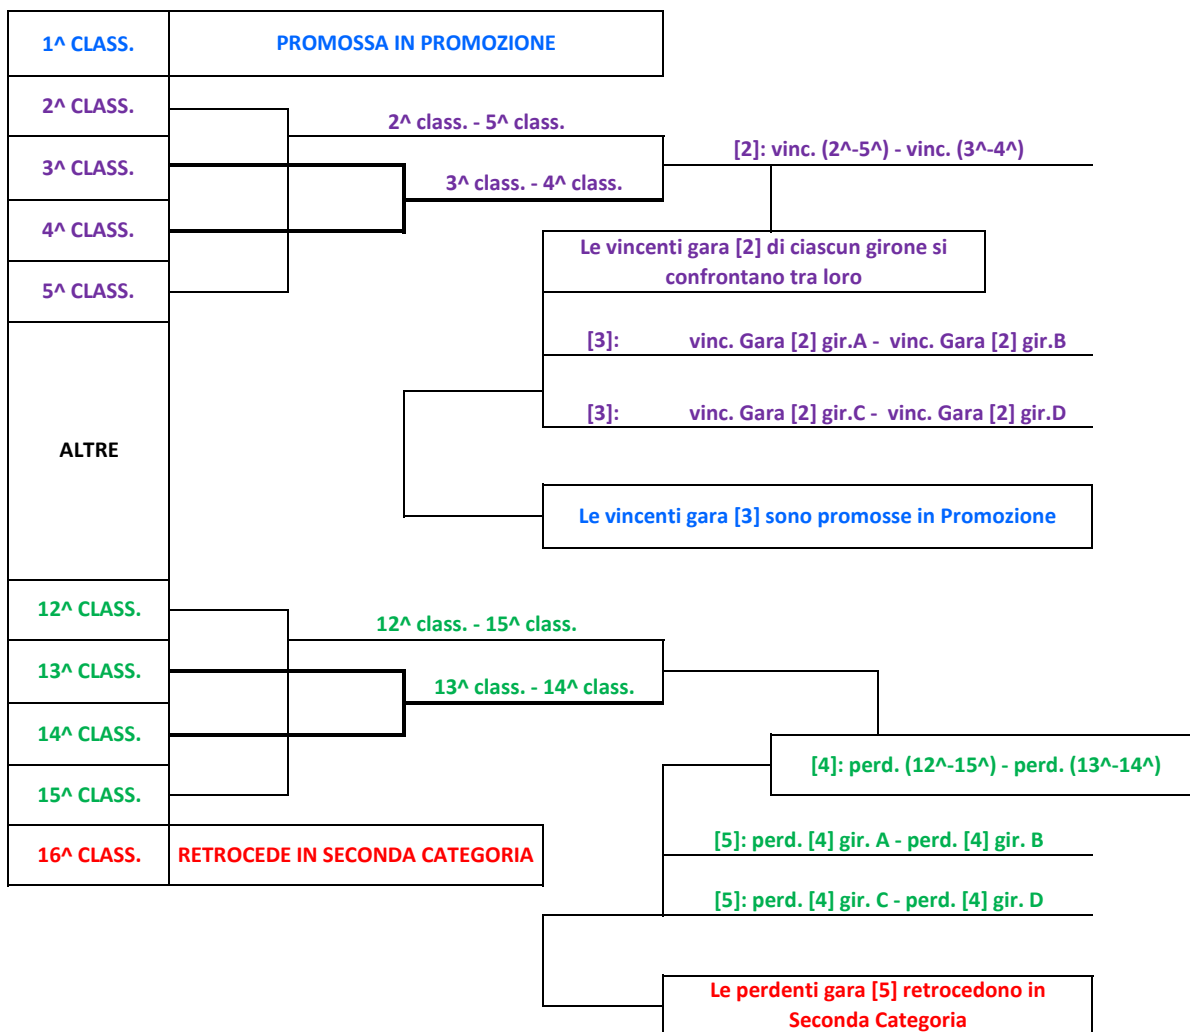 1^ CLASS.
PROMOSSA IN PROMOZIONE
2^ CLASS.
2^ class. - 5^ class.
[2]: vinc. (2^-5^) - vinc. (3^-4^)
3^ CLASS.
3^ class. - 4^ class.
4^ CLASS.
Le vincenti gara [2] di ciascun girone si
confrontano tra loro
5^ CLASS.
[3]: vinc. Gara [2] gir.A - vinc. Gara [2] gir.B
[3]: vinc. Gara [2] gir.C - vinc. Gara [2] gir.D
ALTRE
Le vincenti gara [3] sono promosse in Promozione
12^ CLASS.
12^ class. - 15^ class.
13^ CLASS.
13^ class. - 14^ class.
14^ CLASS.
[4]: perd. (12^-15^) - perd. (13^-14^)
15^ CLASS.
[5]: perd. [4] gir. A - perd. [4] gir. B
16^ CLASS.
RETROCEDE IN SECONDA CATEGORIA
[5]: perd. [4] gir. C - perd. [4] gir. D
Le perdenti gara [5] retrocedono in
Seconda Categoria